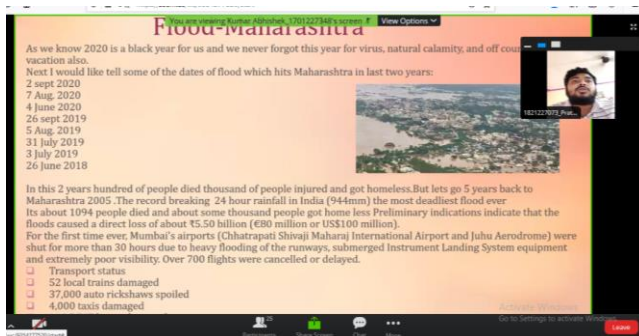 Flood-Maharashtra
You are viewing Kumar Abhishek_1701227348's screen
View Options
As we know 2020 is a black year for us and we never forgot this year for virus, natural calamity, and off cour
vacation also.
Next I would like tell some of the dates of flood which hits Maharashtra in last two years:
2 sept 2020
7 Aug. 2020
4 June 2020
26 sept 2019
5 Aug. 2019
31 July 2019
3 July 2019
26 June 2018
1821227073_Prat...
In this 2 years hundred of people died thousand of people injured and got homeless.But lets go 5 years back to
Maharashtra 2005 .The record breaking 24 hour rainfall in India (944mm) the most deadliest flood ever
Its about 1094 people died and about some thousand people got home less Preliminary indications indicate that the
floods caused a direct loss of about ₹5.50 billion (€80 million or US$100 million).
For the first time ever, Mumbai's airports (Chhatrapati Shivaji Maharaj International Airport and Juhu Aerodrome) were
shut for more than 30 hours due to heavy flooding of the runways, submerged Instrument Landing System equipment
and extremely poor visibility. Over 700 flights were cancelled or delayed.
Transport status
52 local trains damaged
37,000 auto rickshaws spoiled
4,000 taxis damaged
Activate Windows
Go to Settings to activate Windows.
25
Participants
Share Screen
Chat
More
Leave